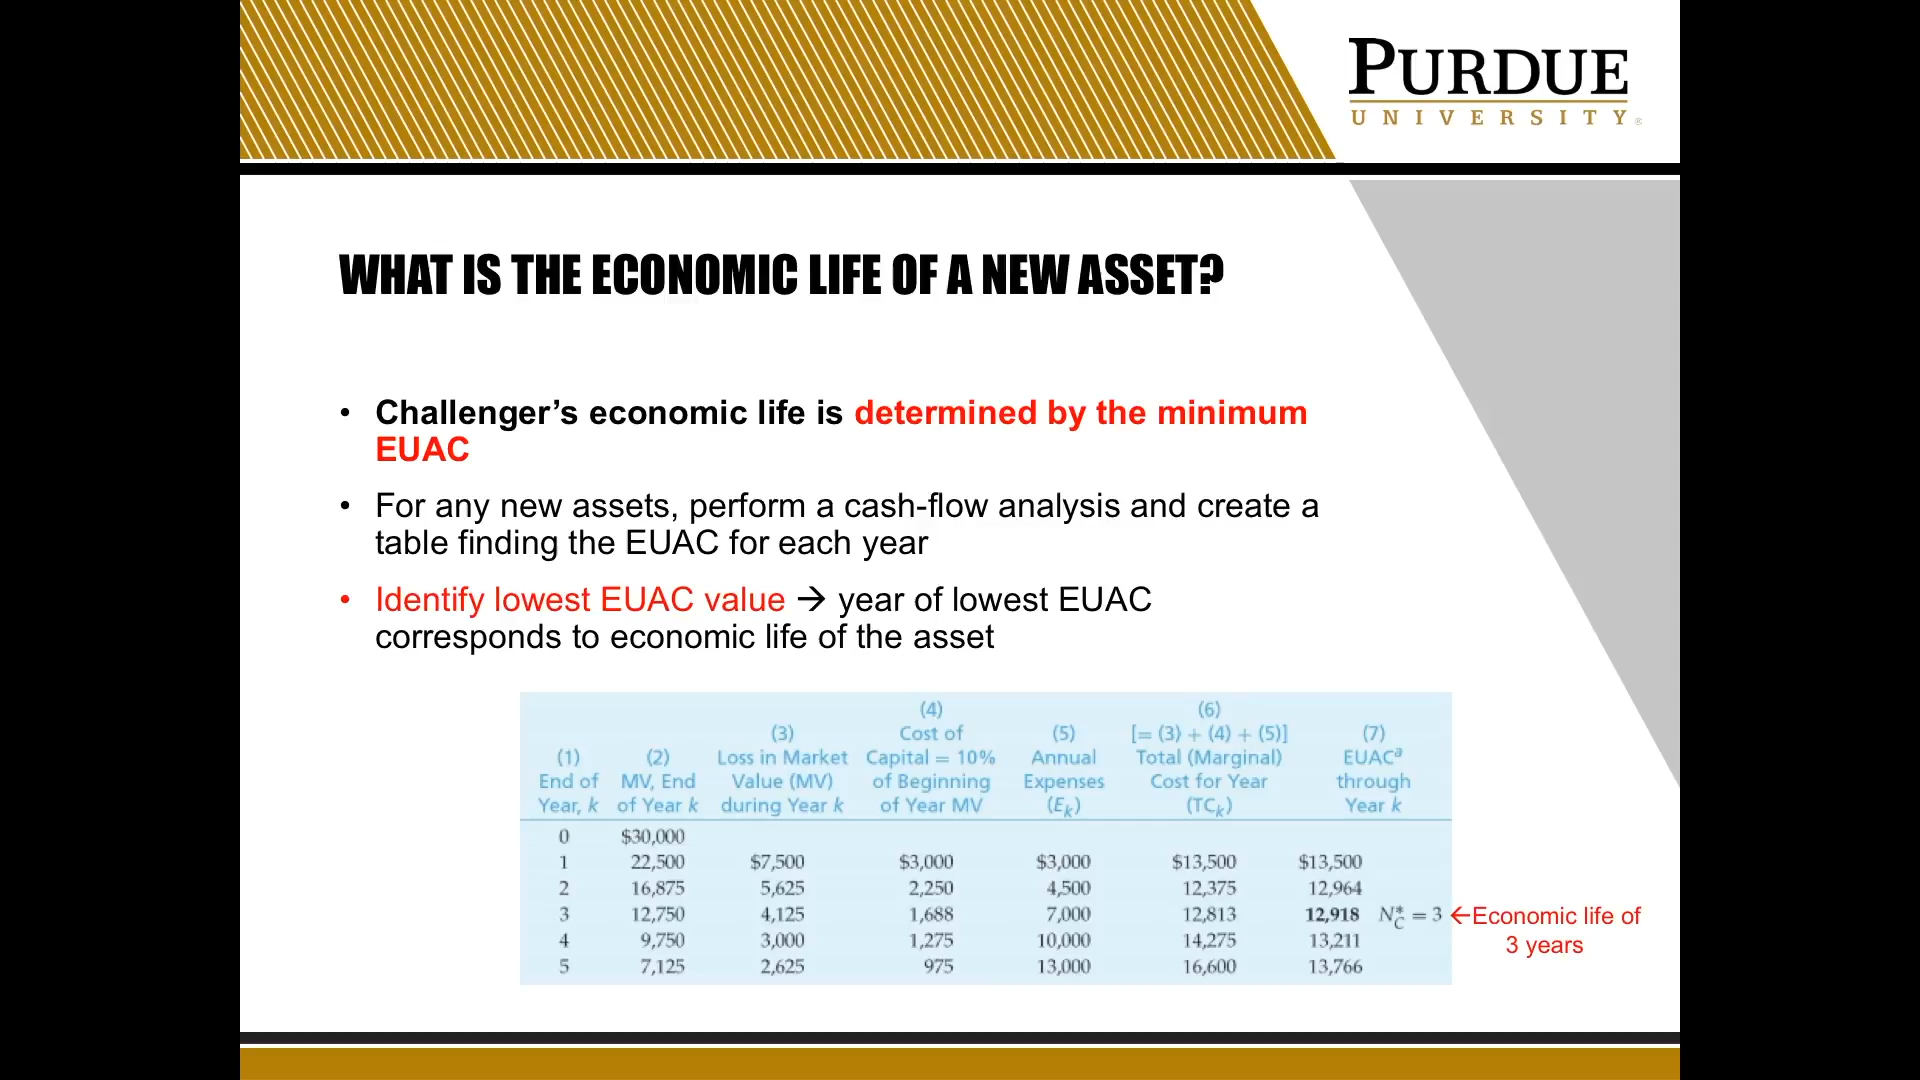 PURDUE
UNIVERSITY®
WHAT IS THE ECONOMIC LIFE OF A NEW ASSET?
• Challenger's economic life is determined by the minimum
EUAC
• For any new assets, perform a cash-flow analysis and create a
table finding the EUAC for each year
• Identify lowest EUAC value → year of lowest EUAC
corresponds to economic life of the asset
(4) (6)
(3) Cost of (5) [= (3) + (4) + (5)] (7)
(1) (2) Loss in Market Capital = 10% Annual Total (Marginal) EUACª
End of MV, End Value (MV) of Beginning Expenses Cost for Year through
Year, k of Year k during Year k of Year MV (Eₖ) (TCₖ) Year k
0 $30,000
1 22,500 $7,500 $3,000 $3,000 $13,500 $13,500
2 16,875 5,625 2,250 4,500 12,375 12,964
3 12,750 4,125 1,688 7,000 12,813 12,918 N*C = 3 ←Economic life of
3 years
4 9,750 3,000 1,275 10,000 14,275 13,211
5 7,125 2,625 975 13,000 16,600 13,766